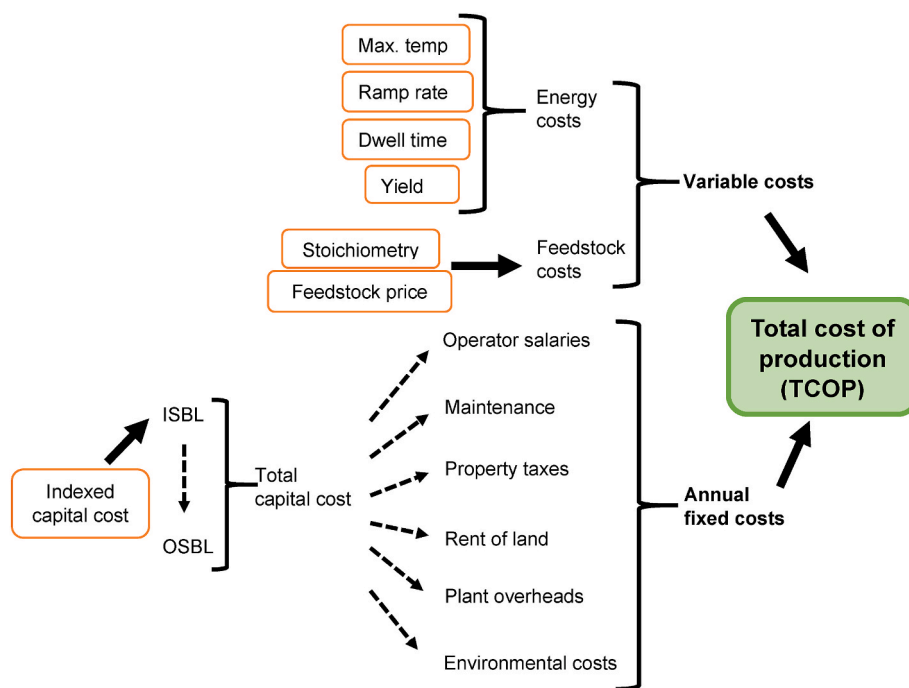 Max. temp
Ramp rate
Dwell time
Yield
Energy
costs
Variable costs
Stoichiometry
Feedstock price
Feedstock
costs
Total cost of
production
(TCOP)
Operator salaries
Maintenance
Property taxes
Rent of land
Plant overheads
Environmental costs
ISBL
OSBL
Indexed
capital cost
Total
capital cost
Annual
fixed costs